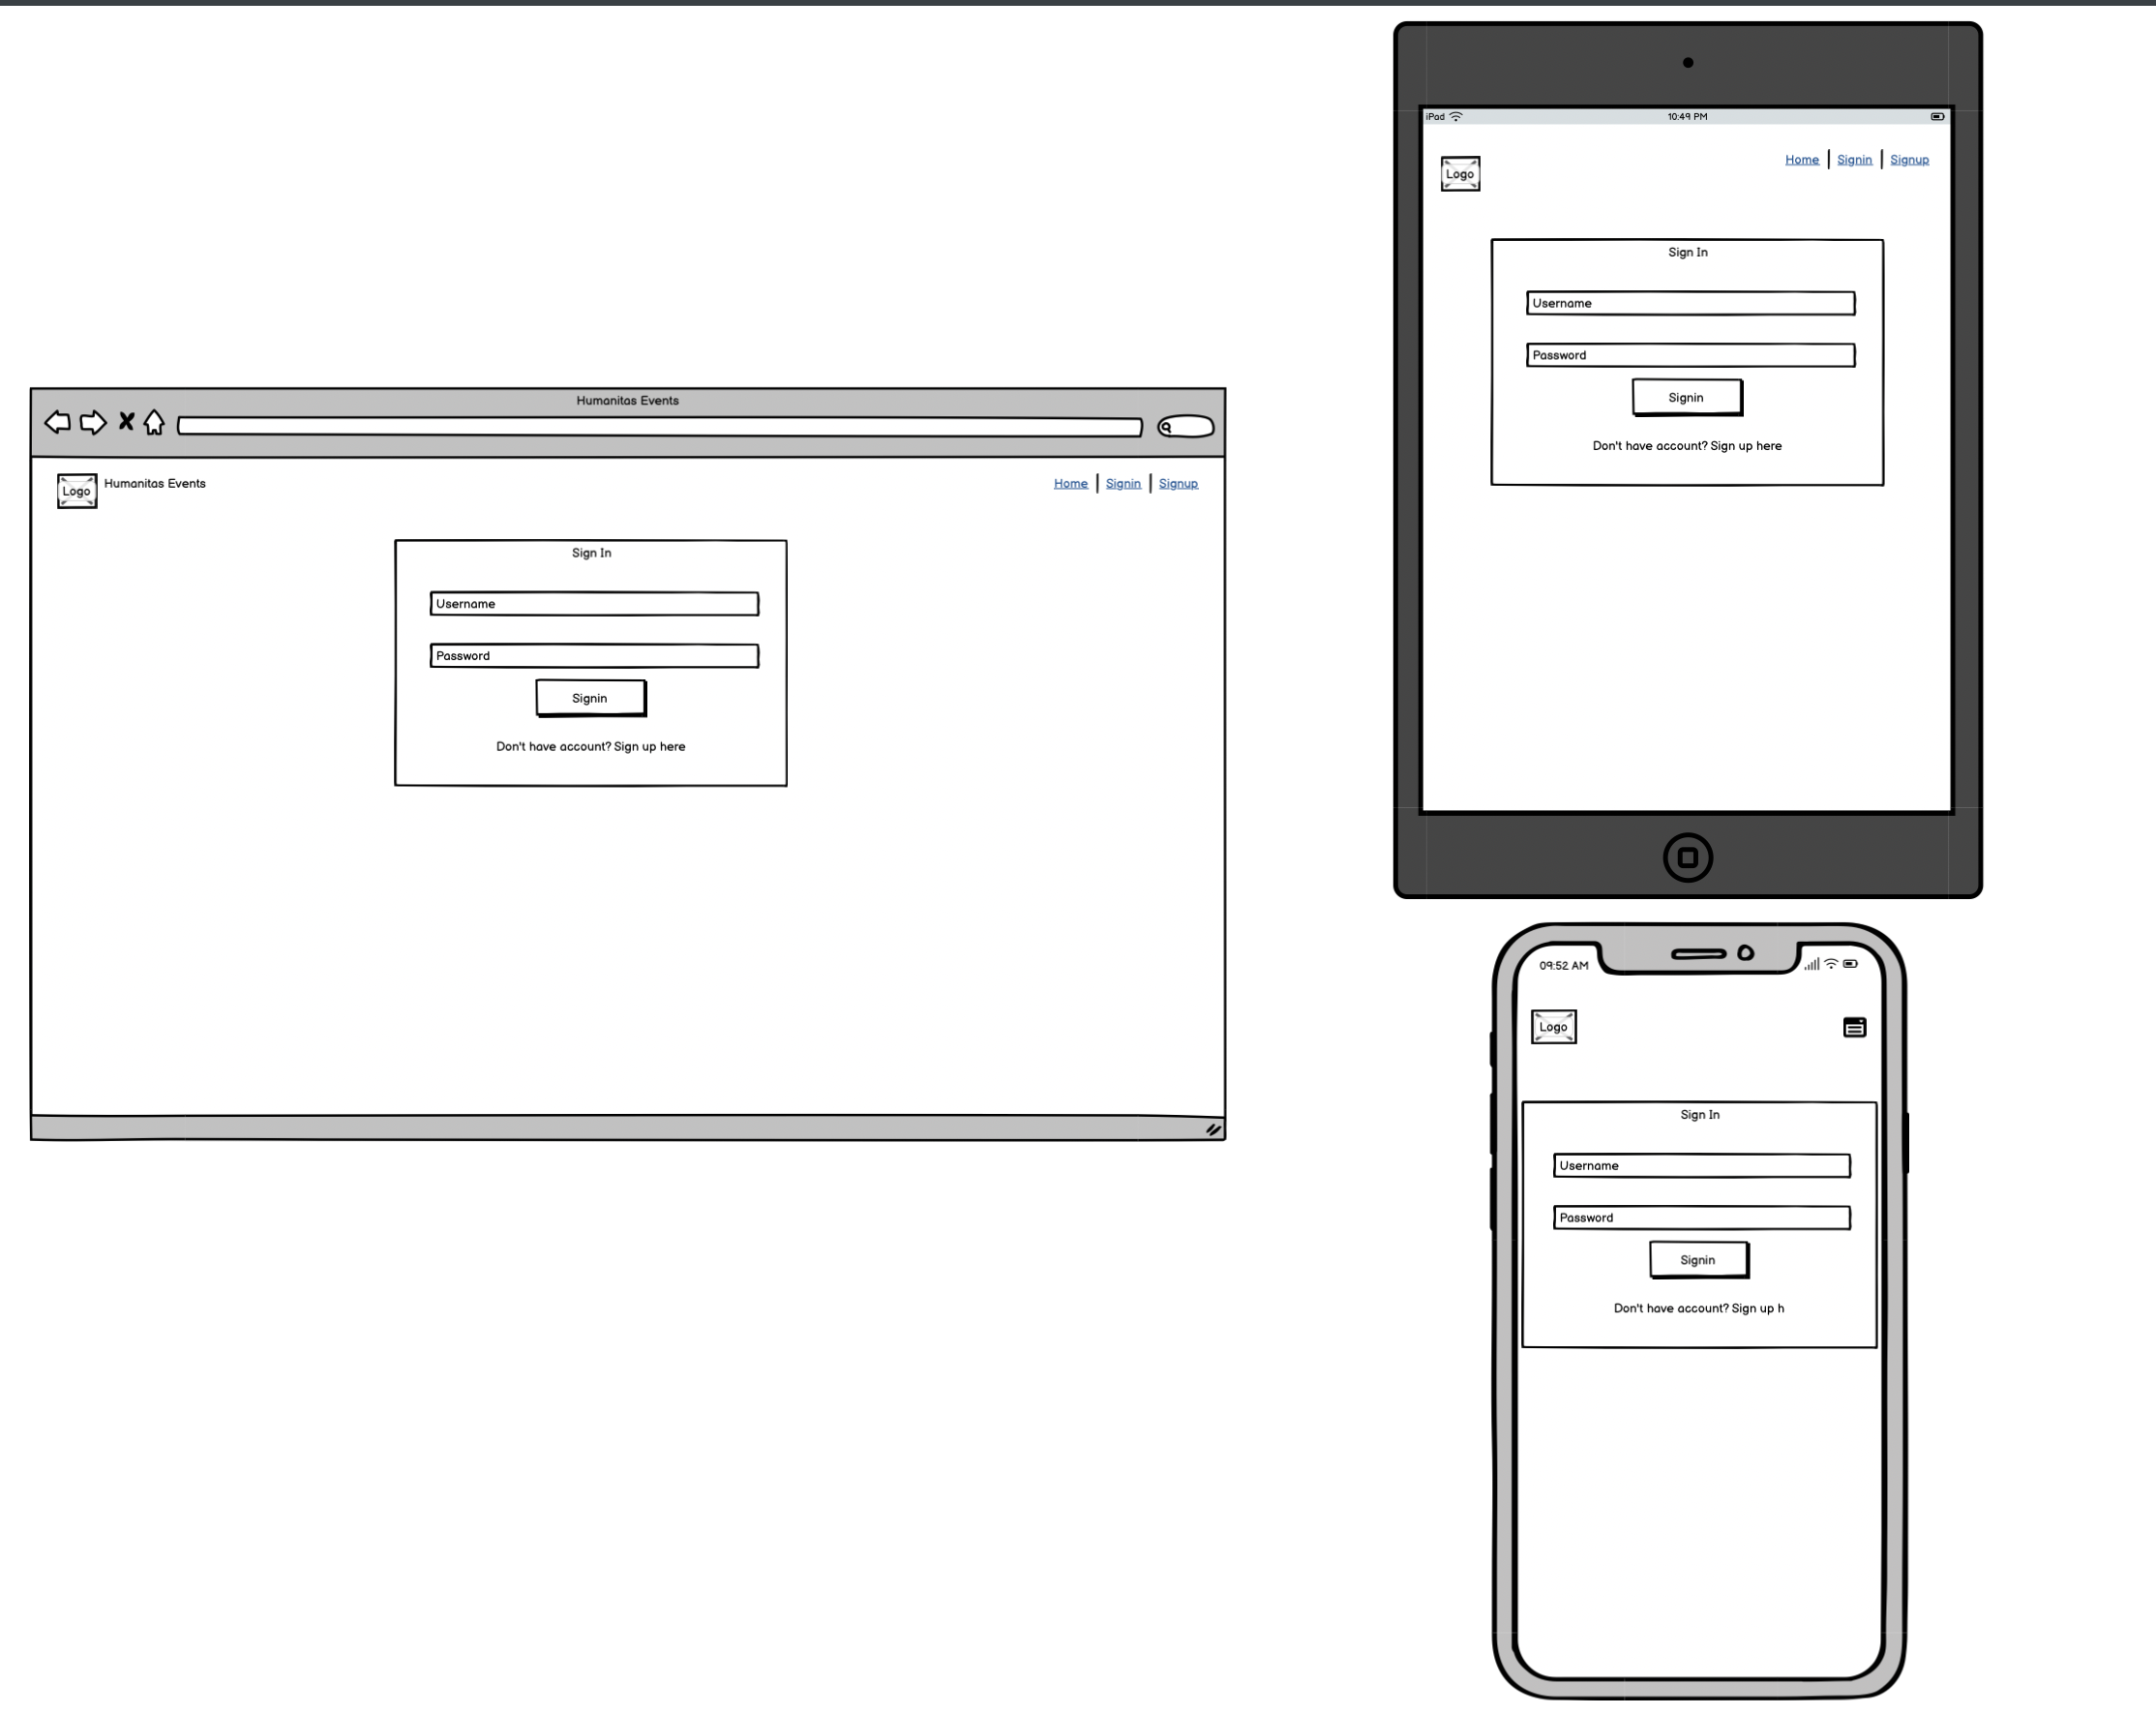 Humanitas Events
Logo Humanitas Events Home Signin Signup
Sign In
Username
Password
Signin
Don't have account? Sign up here
iPad 10:49 PM
Logo Home Signin Signup
Sign In
Username
Password
Signin
Don't have account? Sign up here
09:52 AM
Logo
Sign In
Username
Password
Signin
Don't have account? Sign up h